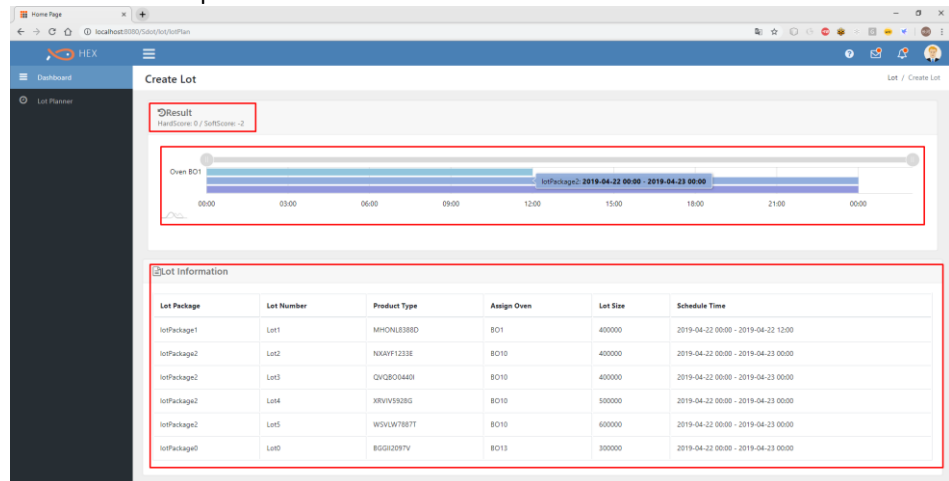 Home Page
localhost:8080/Sdot/lot/lotPlan
HEX
Dashboard
Create Lot
Lot / Create Lot
Lot Planner
Result
HardScore: 0 / SoftScore: -2
Oven BO1
lotPackage2: 2019-04-22 00:00 - 2019-04-23 00:00
00:00 03:00 06:00 09:00 12:00 15:00 18:00 21:00 00:00
Lot Information
Lot Package Lot Number Product Type Assign Oven Lot Size Schedule Time
lotPackage1 Lot1 MHONL8388D BO1 400000 2019-04-22 00:00 - 2019-04-22 12:00
lotPackage2 Lot2 NXAYF1233E BO10 400000 2019-04-22 00:00 - 2019-04-23 00:00
lotPackage2 Lot3 QVQBO0440I BO10 400000 2019-04-22 00:00 - 2019-04-23 00:00
lotPackage2 Lot4 XRVIV5928G BO10 500000 2019-04-22 00:00 - 2019-04-23 00:00
lotPackage2 Lot5 WSVLW7887T BO10 600000 2019-04-22 00:00 - 2019-04-23 00:00
lotPackage0 Lot0 BGGII2097V BO13 300000 2019-04-22 00:00 - 2019-04-23 00:00